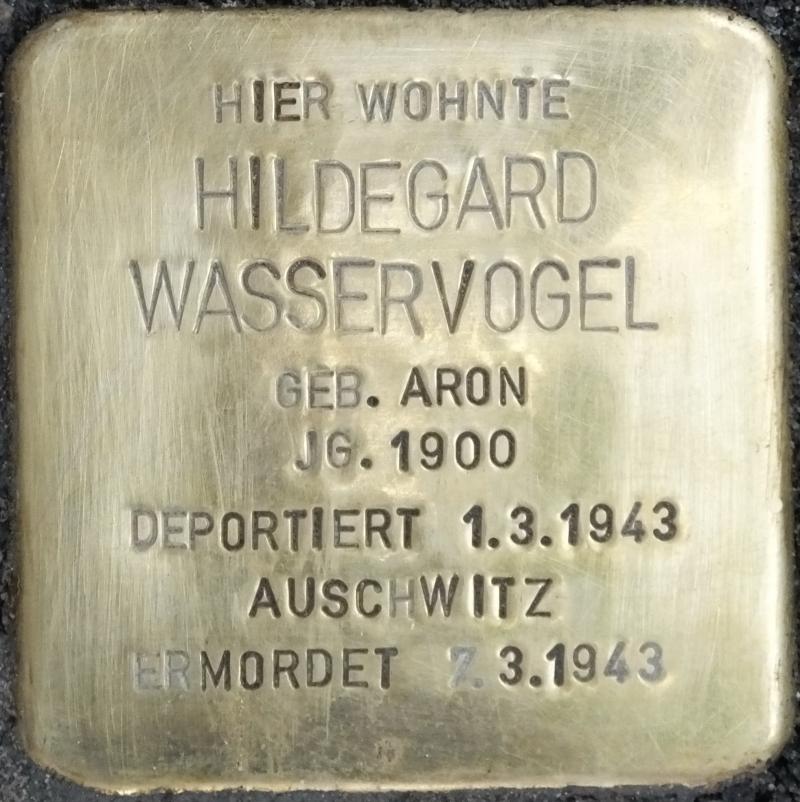 HIER WOHNTE
HILDEGARD
WASSERVOGEL
GEB. ARON
JG. 1900
DEPORTIERT 1.3.1943
AUSCHWITZ
ERMORDET 7.3.1943